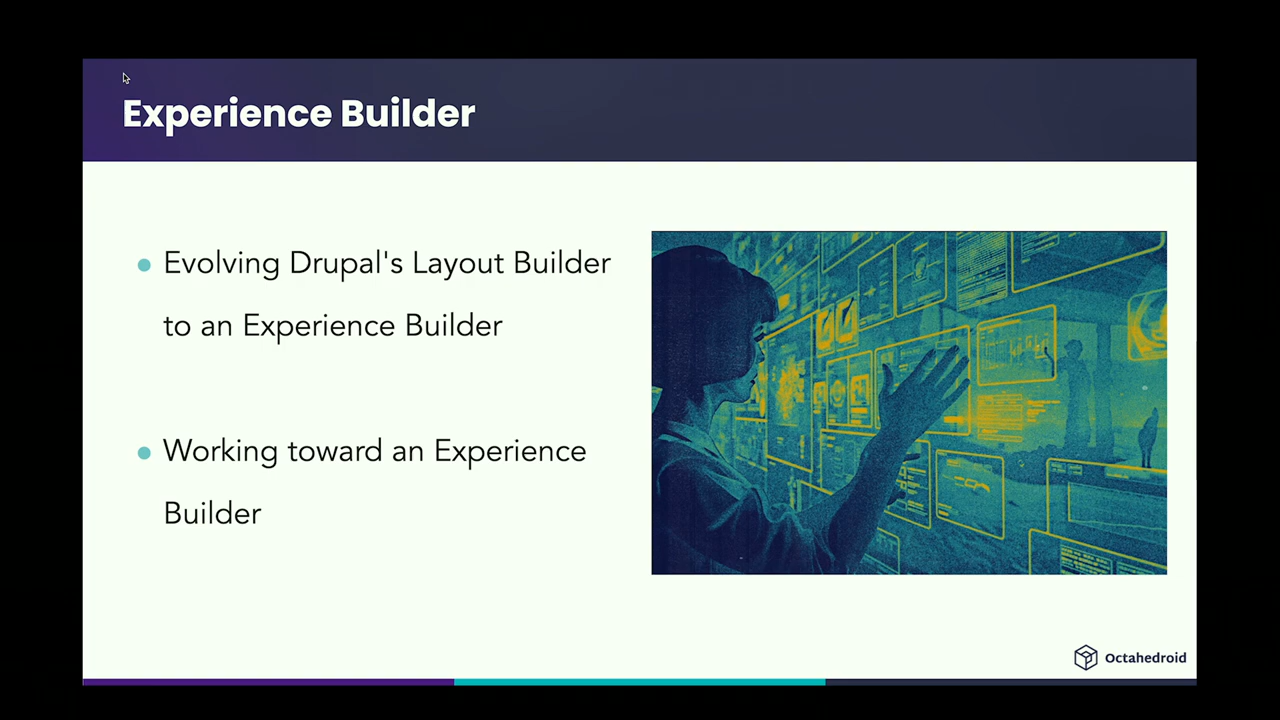 Experience Builder
Evolving Drupal's Layout Builder
to an Experience Builder
Working toward an Experience
Builder
Octahedroid